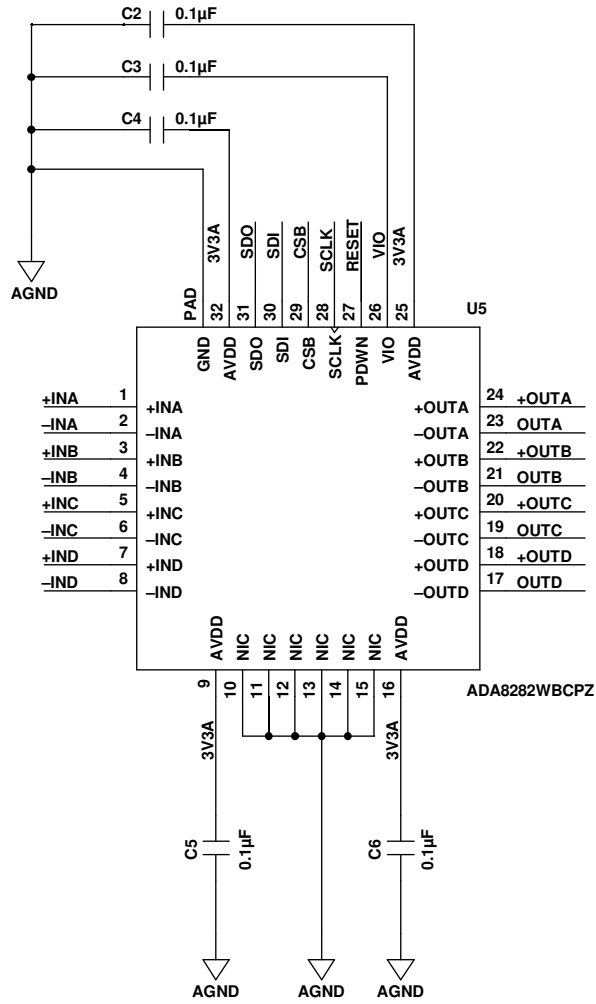 C2 0.1µF
C3 0.1µF
C4 0.1µF
AGND
3V3A SDO SDI CSB SCLK RESET VIO 3V3A
PAD 32 31 30 29 28 27 26 25 U5
GND AVDD SDO SDI CSB SCLK PDWN VIO AVDD
+INA 1 +INA +OUTA 24 +OUTA
–INA 2 –INA –OUTA 23 OUTA
+INB 3 +INB +OUTB 22 +OUTB
–INB 4 –INB –OUTB 21 OUTB
+INC 5 +INC +OUTC 20 +OUTC
–INC 6 –INC –OUTC 19 OUTC
+IND 7 +IND +OUTD 18 +OUTD
–IND 8 –IND –OUTD 17 OUTD
AVDD NIC NIC NIC NIC NIC NIC AVDD
9 10 11 12 13 14 15 16 ADA8282WBCPZ
3V3A 3V3A
C5 0.1µF C6 0.1µF
AGND AGND AGND